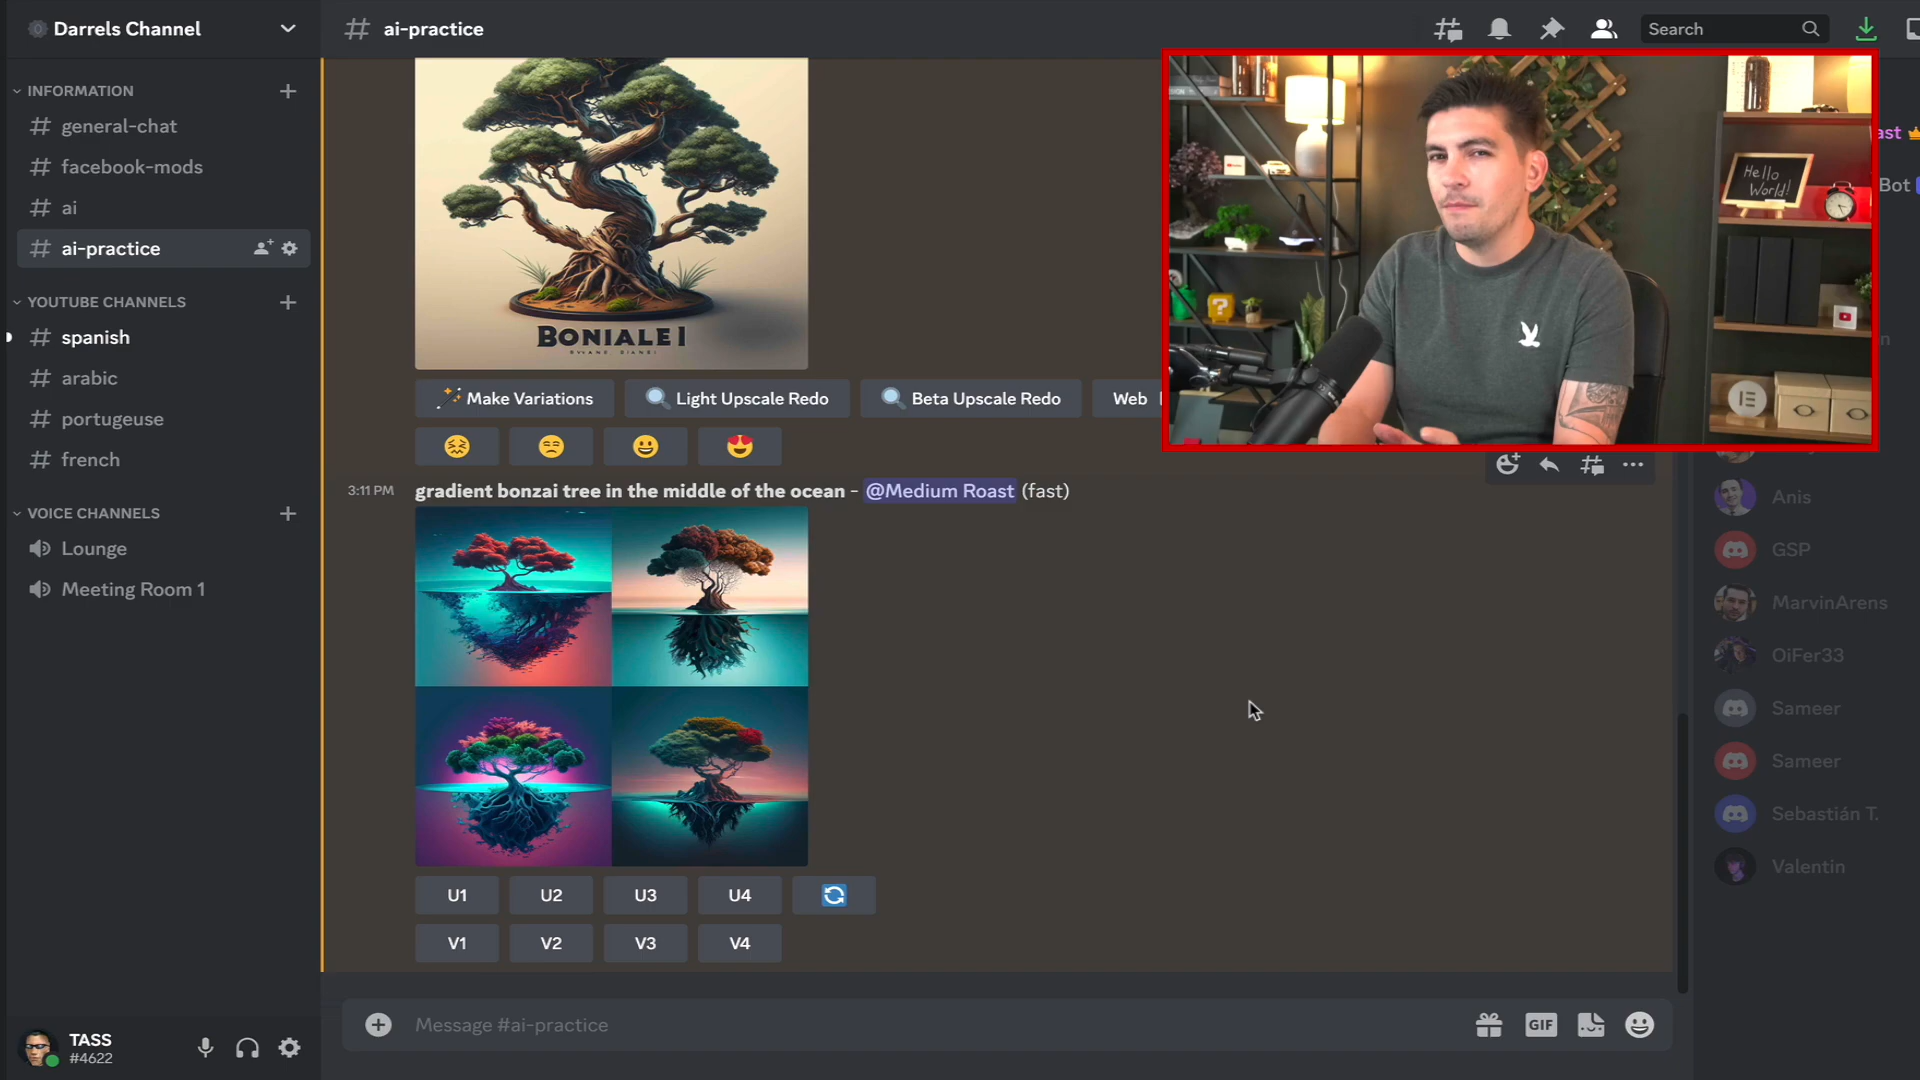 Darrels Channel
ai-practice
Search
INFORMATION
general-chat
facebook-mods
ai
ai-practice
YOUTUBE CHANNELS
spanish
arabic
portugeuse
french
VOICE CHANNELS
Lounge
Meeting Room 1
TASS
#4622
BONIALEI
Make Variations
Light Upscale Redo
Beta Upscale Redo
Web
3:11 PM
gradient bonzai tree in the middle of the ocean - @Medium Roast (fast)
U1
U2
U3
U4
V1
V2
V3
V4
Message #ai-practice
GIF
Hello
World!
ast
Bot
Anis
GSP
MarvinArens
OiFer33
Sameer
Sameer
Sebastián T.
Valentin